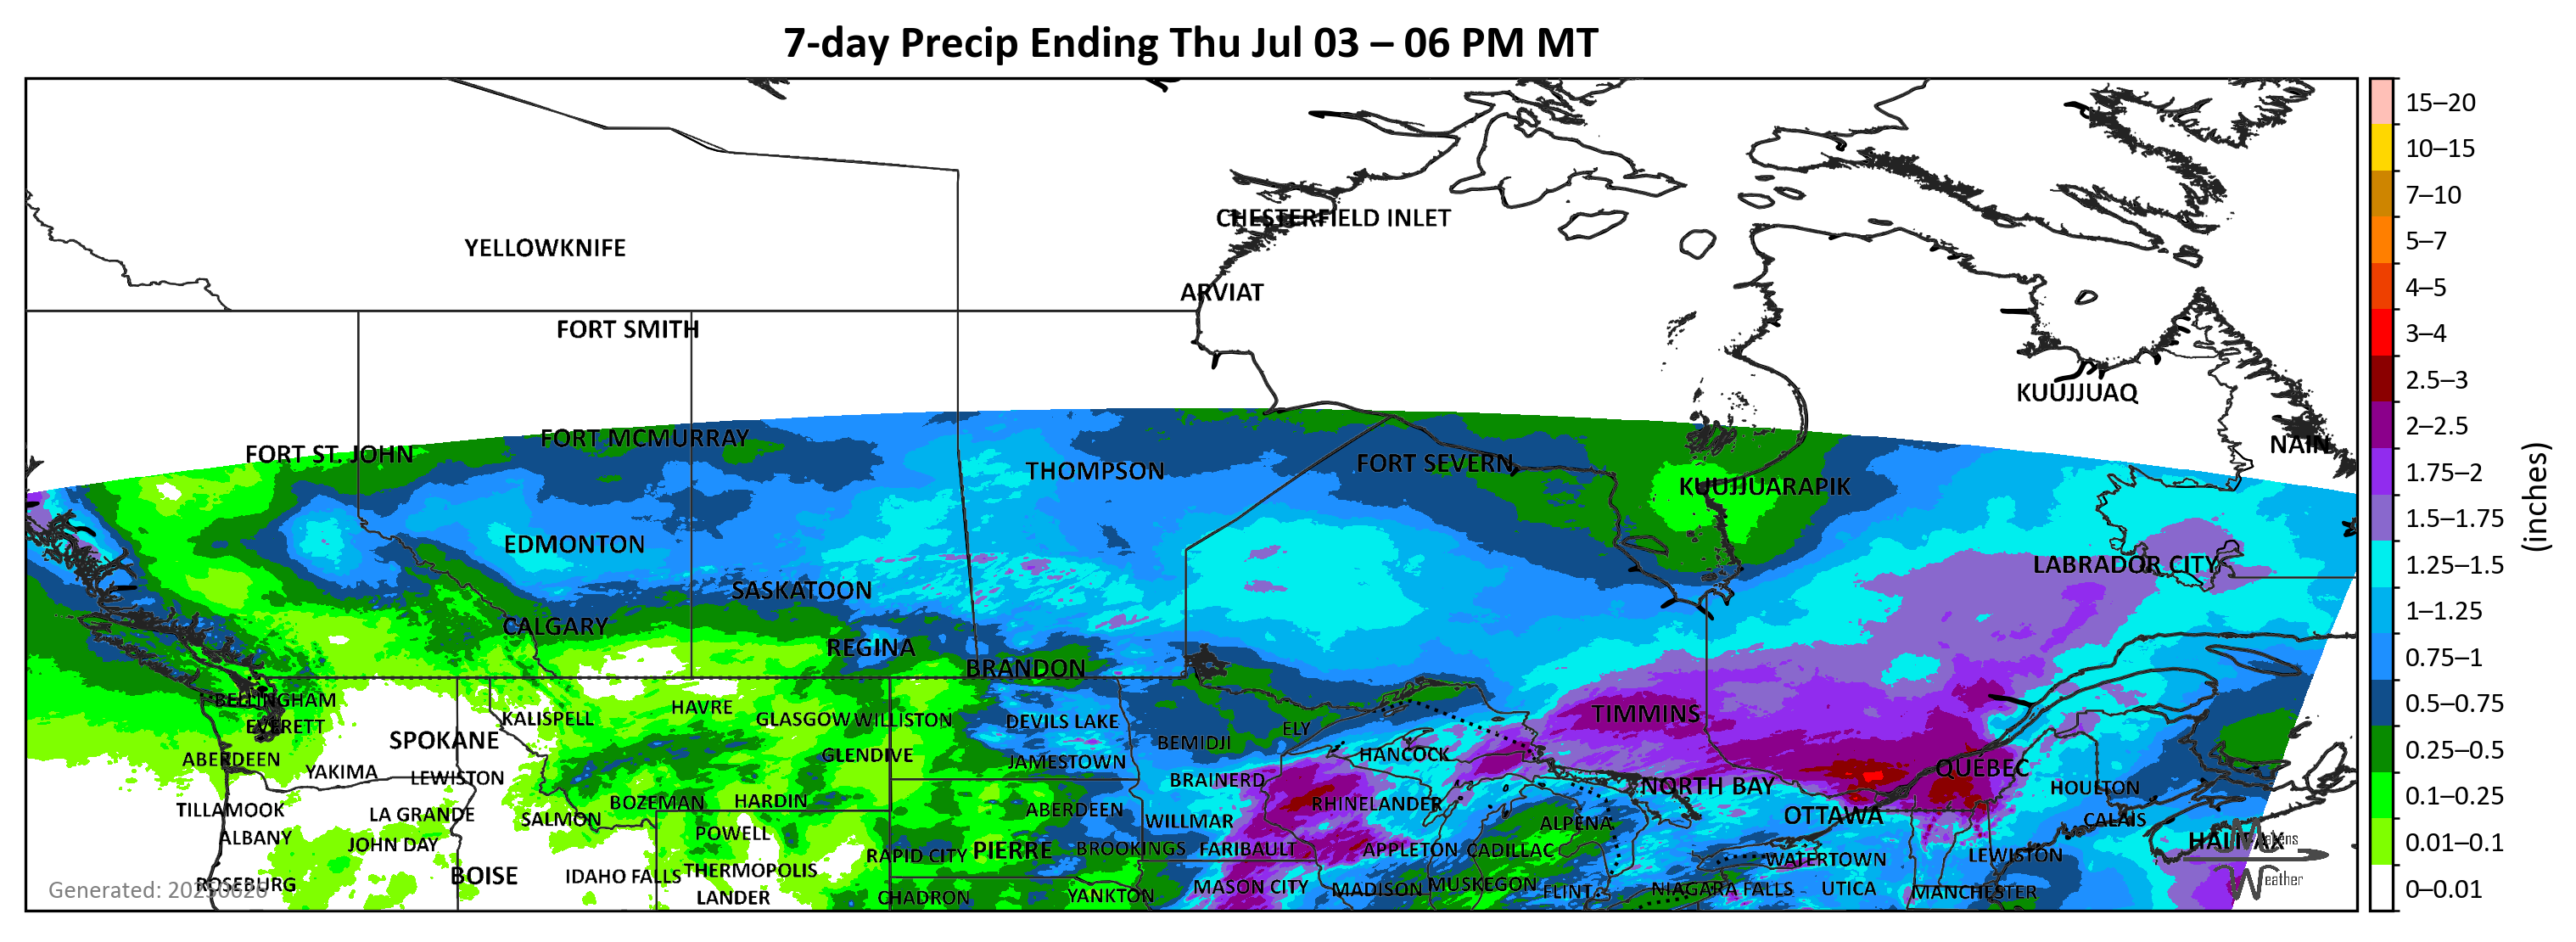 7-day Precip Ending Thu Jul 03 – 06 PM MT
15–20
10–15
7–10
5–7
4–5
3–4
2.5–3
2–2.5
1.75–2
1.5–1.75
1.25–1.5
1–1.25
0.75–1
0.5–0.75
0.25–0.5
0.1–0.25
0.01–0.1
0–0.01
(inches)
CHESTERFIELD INLET
YELLOWKNIFE
ARVIAT
FORT SMITH
KUUJJUAQ
FORT MCMURRAY
NAIN
FORT ST. JOHN
FORT SEVERN
THOMPSON
KUUJJUARAPIK
EDMONTON
LABRADOR CITY
SASKATOON
CALGARY
REGINA
BRANDON
BELLINGHAM
HAVRE
TIMMINS
KALISPELL
GLASGOW
WILLISTON
DEVILS LAKE
EVERETT
ELY
SPOKANE
BEMIDJI
GLENDIVE
HANCOCK
ABERDEEN
JAMESTOWN
QUEBEC
YAKIMA
LEWISTON
BRAINERD
NORTH BAY
HOULTON
BOZEMAN
HARDIN
RHINELANDER
TILLAMOOK
LA GRANDE
SALMON
ABERDEEN
WILLMAR
ALPENA
OTTAWA
CALAIS
ALBANY
JOHN DAY
POWELL
HALIFAX
RAPID CITY
PIERRE
BROOKINGS
FARIBAULT
APPLETON
CADILLAC
WATERTOWN
LEWISTON
ROSEBURG
BOISE
IDAHO FALLS
THERMOPOLIS
MASON CITY
MADISON
MUSKEGON
FLINT
NIAGARA FALLS
UTICA
MANCHESTER
LANDER
CHADRON
YANKTON
Generated: 20250626
Weather